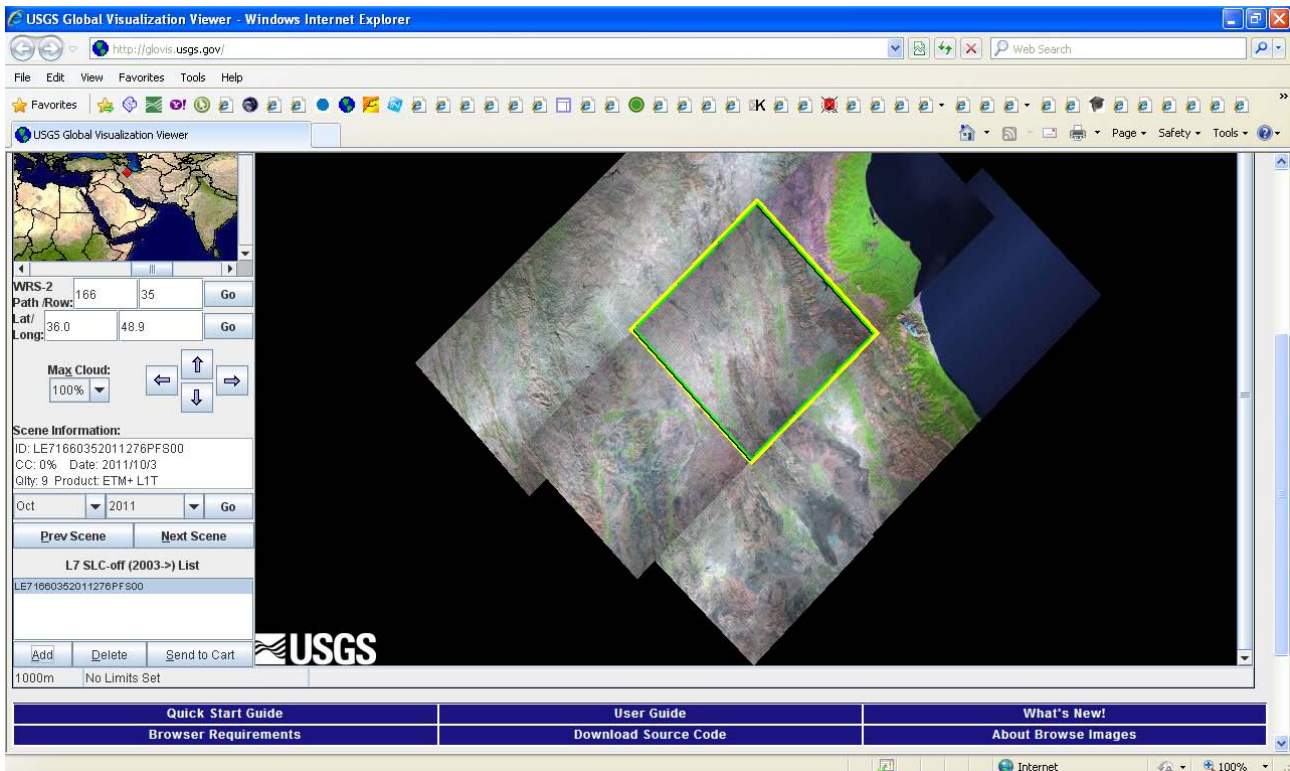 USGS Global Visualization Viewer - Windows Internet Explorer
http://glovis.usgs.gov/
Web Search
File Edit View Favorites Tools Help
Favorites
K
USGS Global Visualization Viewer
Page Safety Tools
WRS-2
Path /Row: 166 35 Go
Lat/
Long: 36.0 48.9 Go
Max Cloud:
100%
Scene Information:
ID: LE71660352011276PFS00
CC: 0% Date: 2011/10/3
Qlty: 9 Product: ETM+ L1T
Oct 2011 Go
Prev Scene Next Scene
L7 SLC-off (2003->) List
LE71660352011276PFS00
Add Delete Send to Cart
USGS
1000m No Limits Set
Quick Start Guide User Guide What's New!
Browser Requirements Download Source Code About Browse Images
Internet 100%